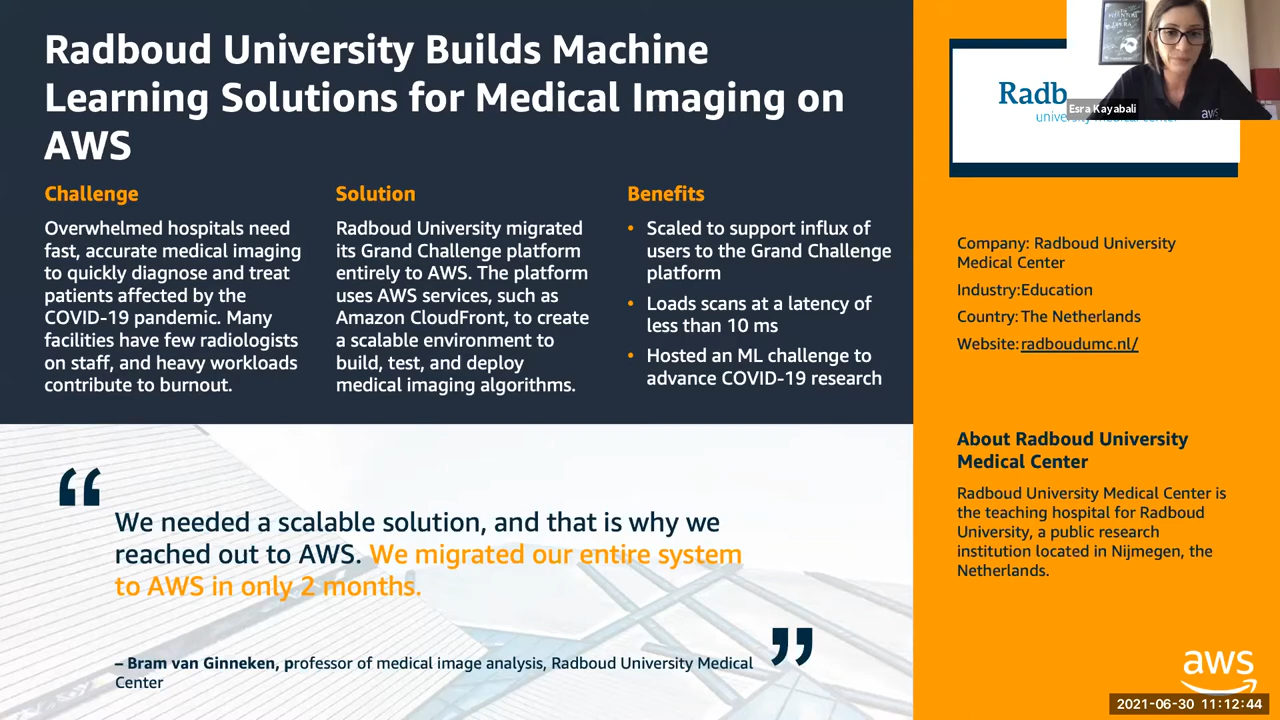 Radboud University Builds Machine
Learning Solutions for Medical Imaging on
AWS
Challenge
Overwhelmed hospitals need
fast, accurate medical imaging
to quickly diagnose and treat
patients affected by the
COVID-19 pandemic. Many
facilities have few radiologists
on staff, and heavy workloads
contribute to burnout.
Solution
Radboud University migrated
its Grand Challenge platform
entirely to AWS. The platform
uses AWS services, such as
Amazon CloudFront, to create
a scalable environment to
build, test, and deploy
medical imaging algorithms.
Benefits
• Scaled to support influx of
users to the Grand Challenge
platform
• Loads scans at a latency of
less than 10 ms
• Hosted an ML challenge to
advance COVID-19 research
“
We needed a scalable solution, and that is why we
reached out to AWS. We migrated our entire system
to AWS in only 2 months.
”
– Bram van Ginneken, professor of medical image analysis, Radboud University Medical
Center
Radb
Esra Kayabali
aws
Company: Radboud University
Medical Center
Industry:Education
Country: The Netherlands
Website: radboudumc.nl/
About Radboud University
Medical Center
Radboud University Medical Center is
the teaching hospital for Radboud
University, a public research
institution located in Nijmegen, the
Netherlands.
aws
2021-06-30 11:12:44